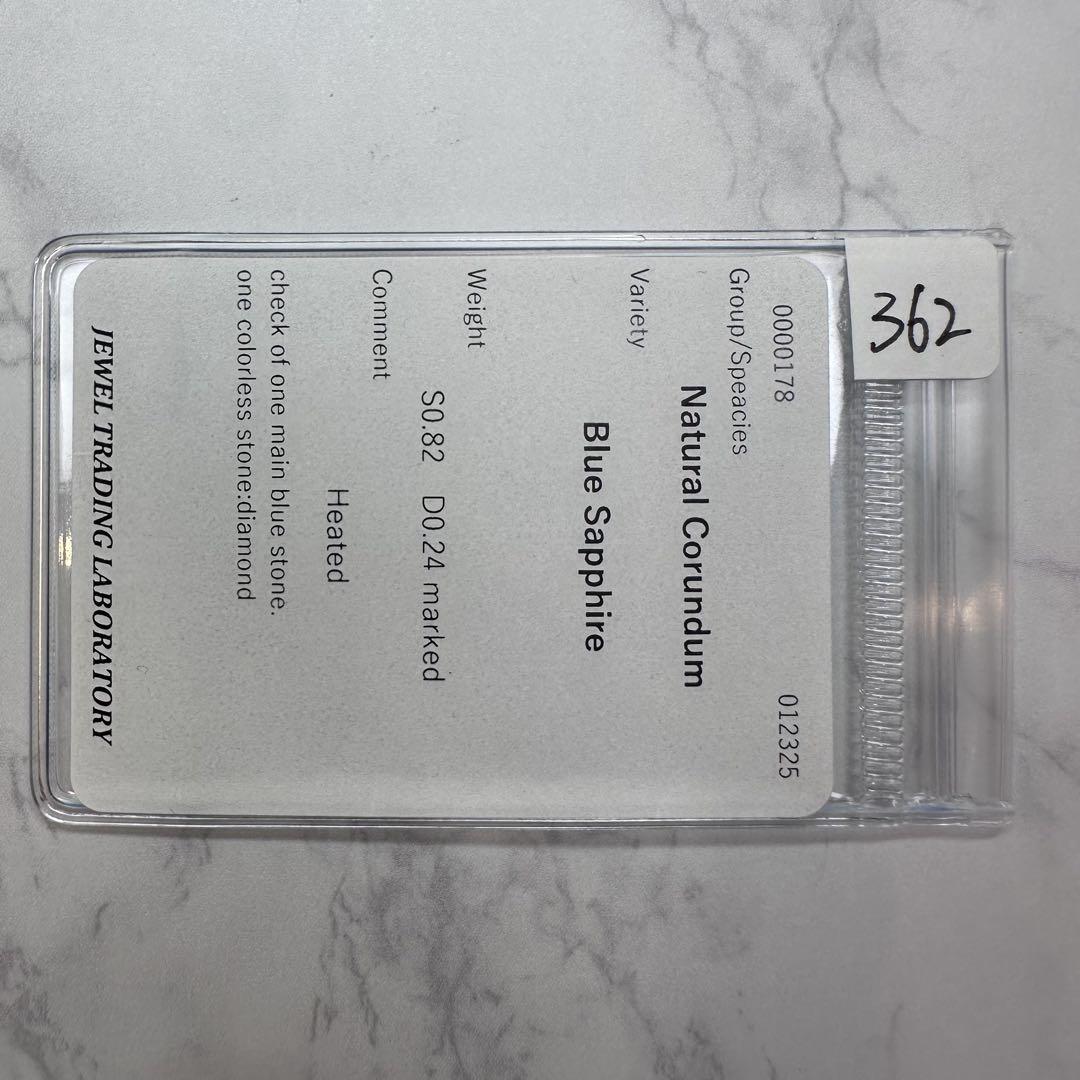 362
0000178 012325
Group/Speacies
Natural Corundum
Variety
Blue Sapphire
Weight
S0.82 D0.24 marked
Comment
Heated
check of one main blue stone.
one colorless stone:diamond
JEWEL TRADING LABORATORY